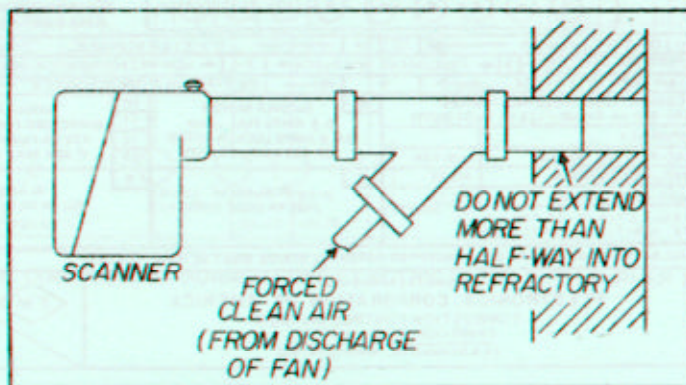 SCANNER
FORCED
CLEAN AIR
(FROM DISCHARGE
OF FAN)
DO NOT EXTEND
MORE THAN
HALF-WAY INTO
REFRACTORY